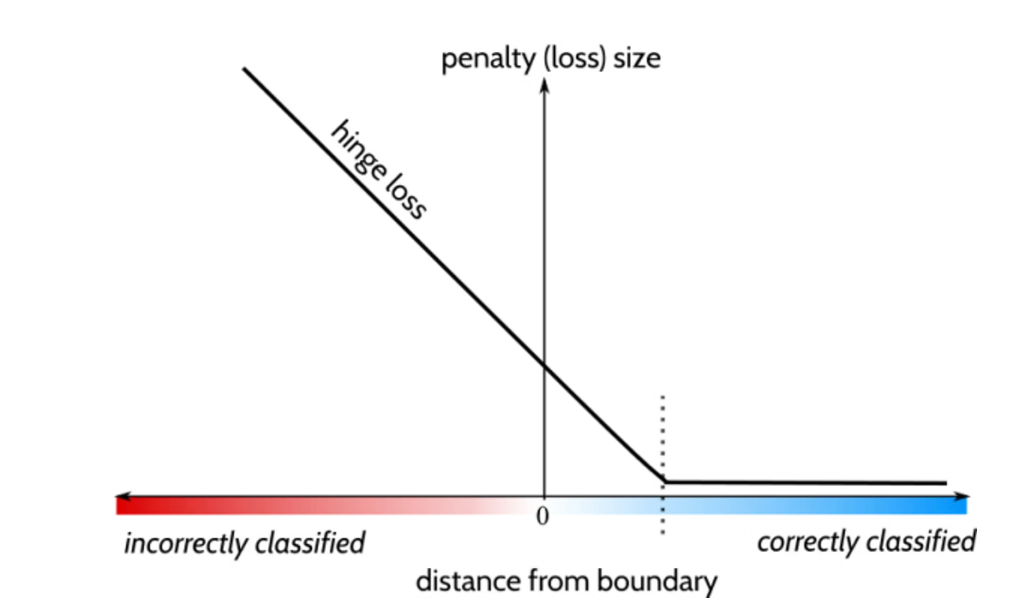 penalty (loss) size
hinge loss
0
incorrectly classified
correctly classified
distance from boundary